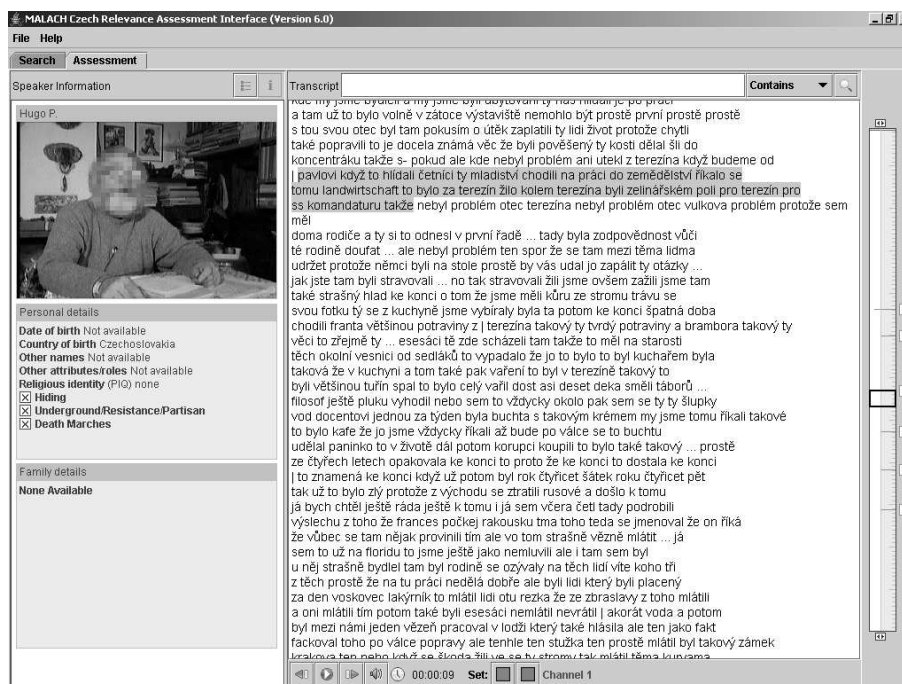 MALACH Czech Relevance Assessment Interface (Version 6.0)
File Help
Search Assessment
Speaker Information
Hugo P.
Personal details
Date of birth Not available
Country of birth Czechoslovakia
Other names Not available
Other attributes/roles Not available
Religious identity (PIQ) none
Hiding
Underground/Resistance/Partisan
Death Marches
Family details
None Available
Transcript Contains
a tam už to bylo volně v zátoce výstaviště nemohlo být prostě první prostě prostě
s tou svou otec byl tam pokusím o útěk zaplatili ty lidi život protože chytli
také popravili to je docela známá věc že byli pověšený ty kosti dělal šli do
koncentráku takže s- pokud ale kde nebyl problém ani utekl z terezína když budeme od
| pavlovi když to hlídali četníci ty mladiství chodili na práci do zemědělství říkalo se
tomu landwirtschaft to bylo za terezín žilo kolem terezína byli zelinářském poli pro terezín pro
ss komandaturu takže nebyl problém otec terezína nebyl problém otec vulkova problém protože sem
měl
doma rodiče a ty si to odnesl v první řadě ... tady byla zodpovědnost vůči
té rodině doufat ... ale nebyl problém ten spor že se tam mezi těma lidma
udržet protože němci byli na stole prostě by vás udal jo zapálit ty otázky ...
jak jste tam byli stravovali ... no tak stravovali žili jsme ovšem zažili jsme tam
také strašný hlad ke konci o tom že jsme měli kůru ze stromu trávu se
svou fotku tý se z kuchyně jsme vybíraly byla ta potom ke konci špatná doba
chodili franta většinou potraviny z | terezína takový ty tvrdý potraviny a brambora takový ty
věci to zřejmě ty ... esesáci tě zde scházeli tam takže to měl na starosti
těch okolní vesnici od sedláků to vypadalo že jo to bylo to byl kuchařem byla
taková že v kuchyni a tom také pak vaření to byl v terezíně takový to
byli většinou tuřín spal to bylo celý vařil dost asi deset deka směli táborů ...
filosof ještě pluku vyhodil nebo sem to vždycky okolo pak sem se ty ty šlupky
vod docentovi jednou za týden byla buchta s takovým krémem my jsme tomu říkali takové
to bylo kafe že jo jsme vždycky říkali až bude po válce se to buchtu
udělal paninko to v životě dál potom korupci koupili to bylo také takový ... prostě
ze čtyřech letech opakovala ke konci to proto že ke konci to dostala ke konci
| to znamená ke konci když už potom byl rok čtyřicet šátek roku čtyřicet pět
tak už to bylo zlý protože z východu se ztratili rusové a došlo k tomu
já bych chtěl ještě ráda ještě k tomu i já sem včera četl tady podrobili
výslechu z toho že frances počkej rakousku tma toho teda se jmenoval že on říká
že vůbec se tam nějak provinili tím ale vo tom strašně vězně mlátit ... já
sem to už na floridu to jsme ještě jako nemluvili ale i tam sem byl
u něj strašně bydlel tam byl rodině se ozývaly na těch lidí víte koho tři
z těch prostě že na tu práci nedělá dobře ale byli lidi který byli placený
za den voskovec lakýrník to mlátil lidi otu rezka že ze zbraslavy z toho mlátili
a oni mlátili tím potom také byli esesáci nemlátil nevrátil | akorát voda a potom
byl mezi námi jeden vězeň pracoval v lodži který také hlásila ale ten jako fakt
fackoval toho po válce popravy ale tenhle ten stužka ten prostě mlátil byl takový zámek
00:00:09 Set: Channel 1